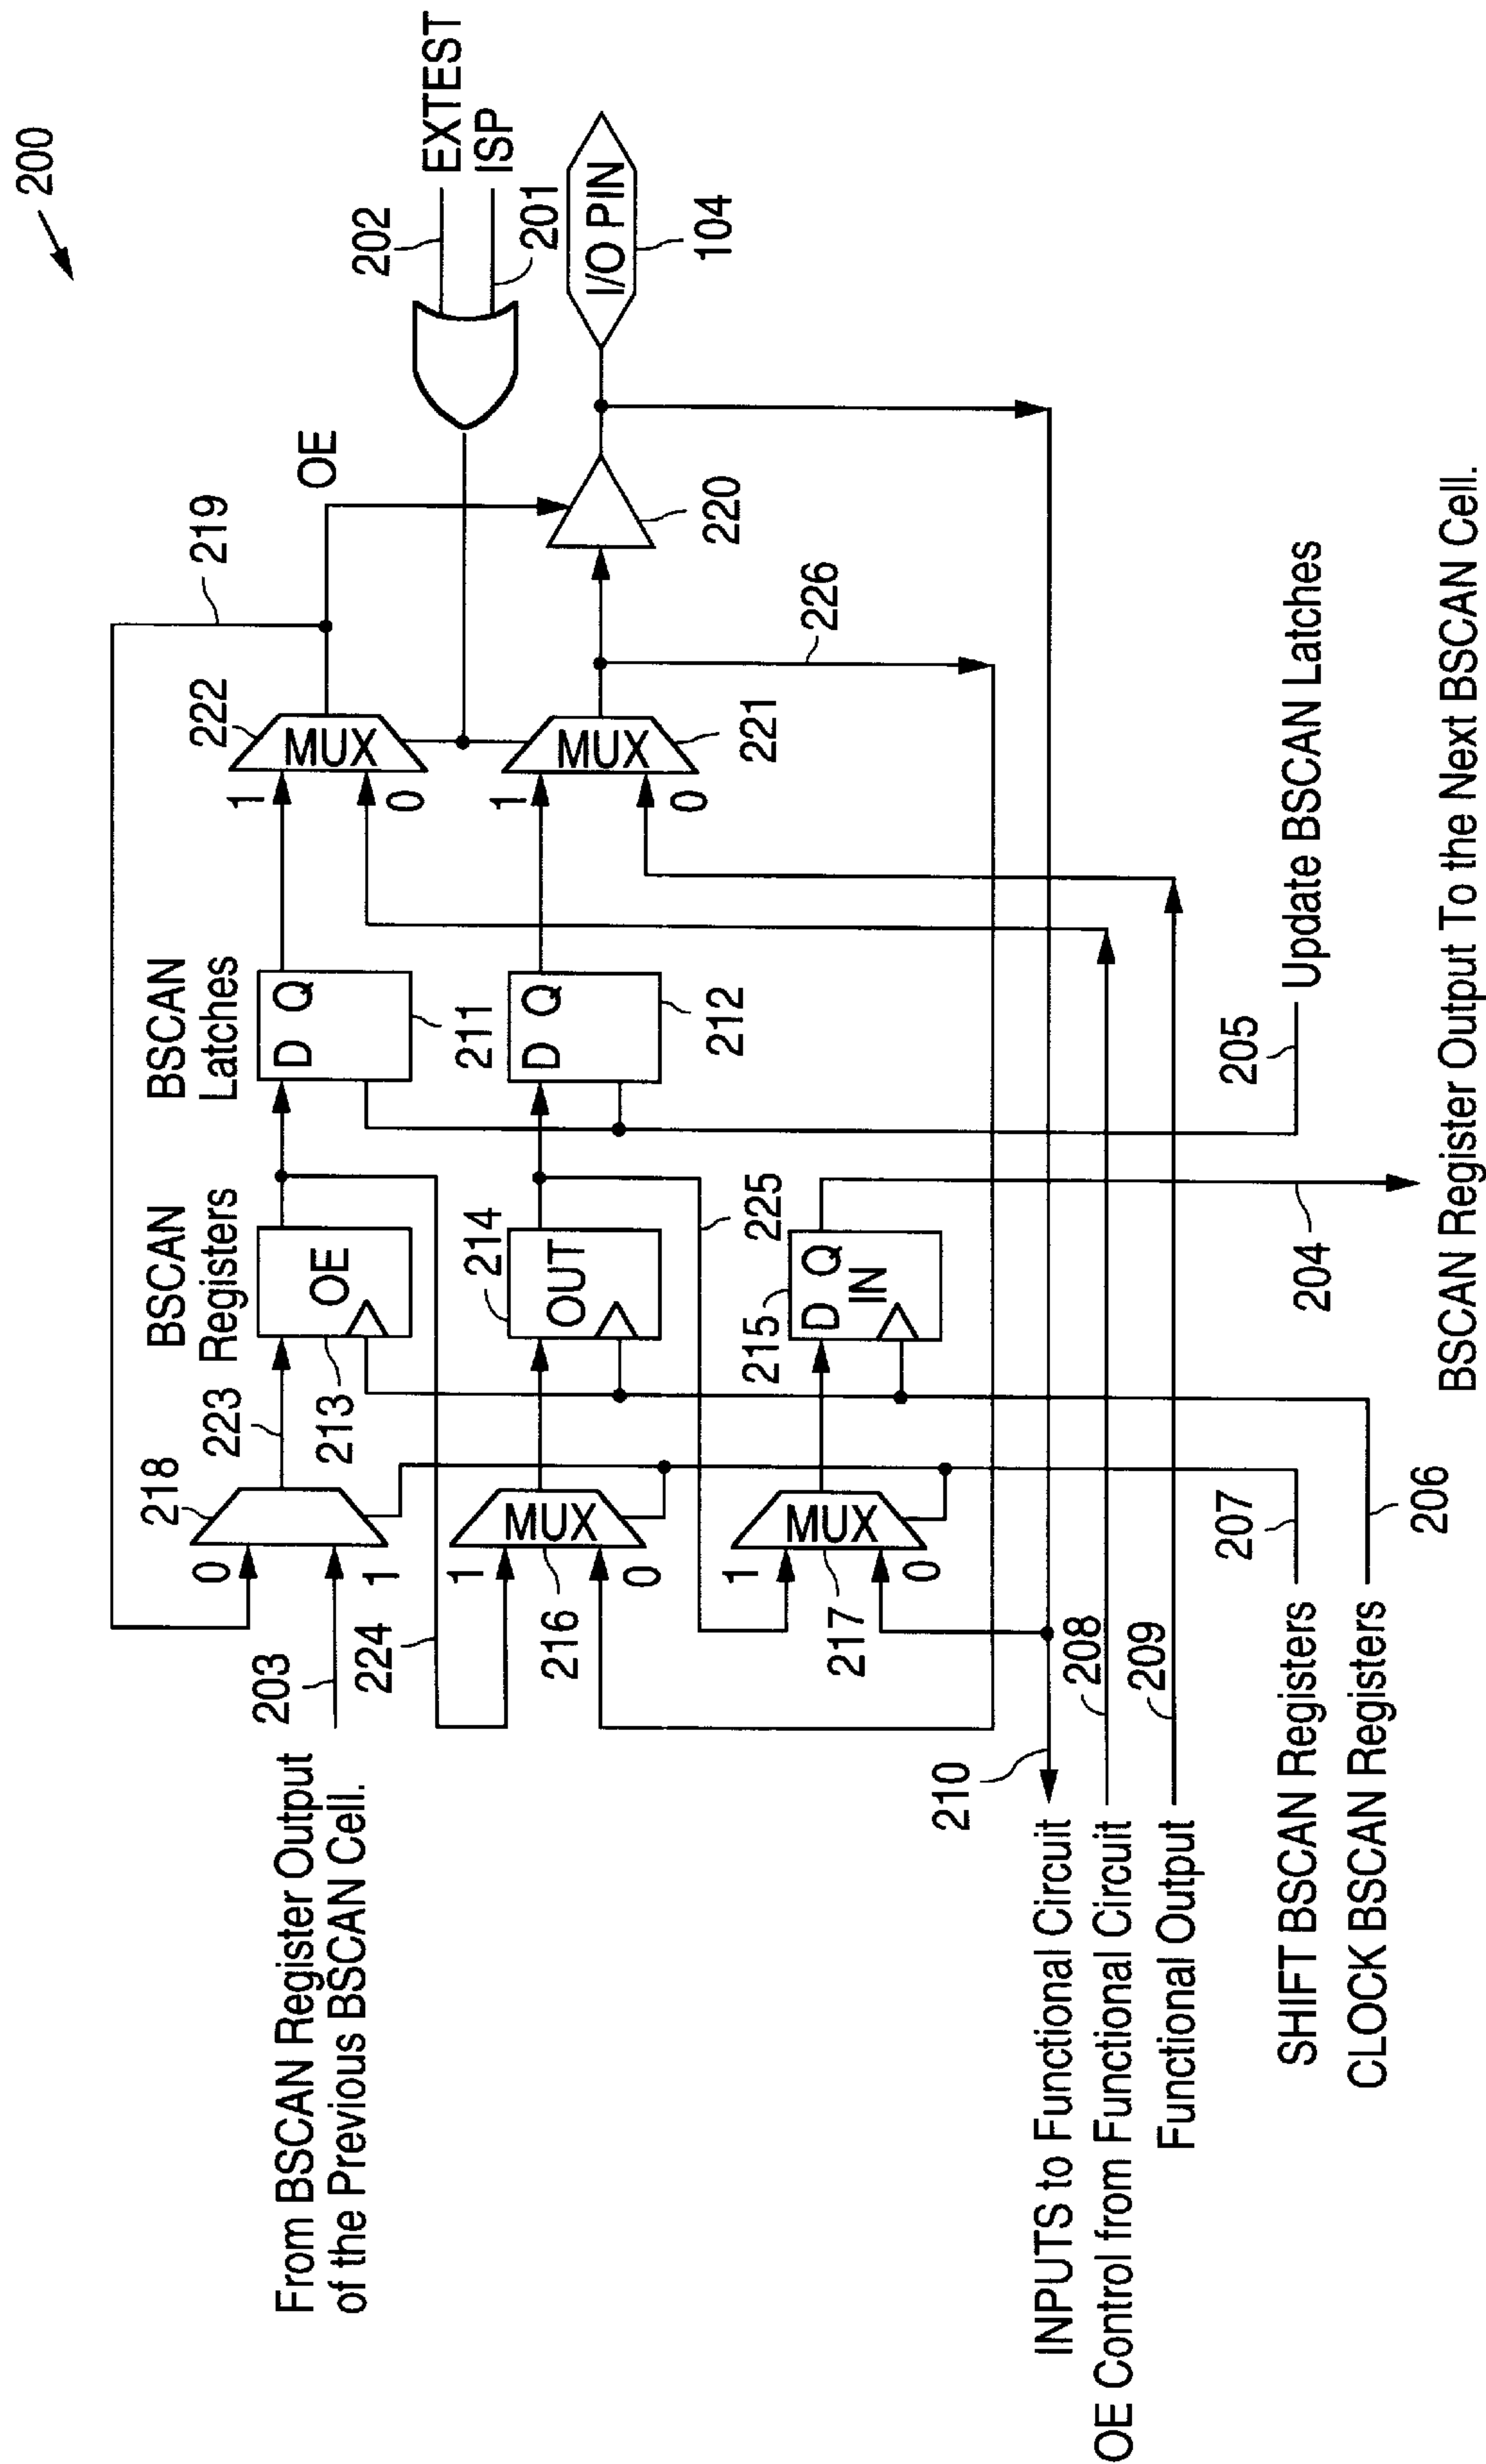 200
219
OE
202
EXTEST
ISP
201
222
MUX
1
0
BSCAN
Latches
D Q
211
BSCAN
Registers
OE
213
223
218
0
1
203
From BSCAN Register Output
of the Previous BSCAN Cell.
224
I/O PIN
104
220
226
221
MUX
1
0
D Q
212
214
OUT
225
MUX
1
0
216
215
D Q
IN
MUX
1
0
217
204
BSCAN Register Output To the Next BSCAN Cell.
205
Update BSCAN Latches
210
INPUTS to Functional Circuit
208
OE Control from Functional Circuit
209
Functional Output
207
SHIFT BSCAN Registers
206
CLOCK BSCAN Registers